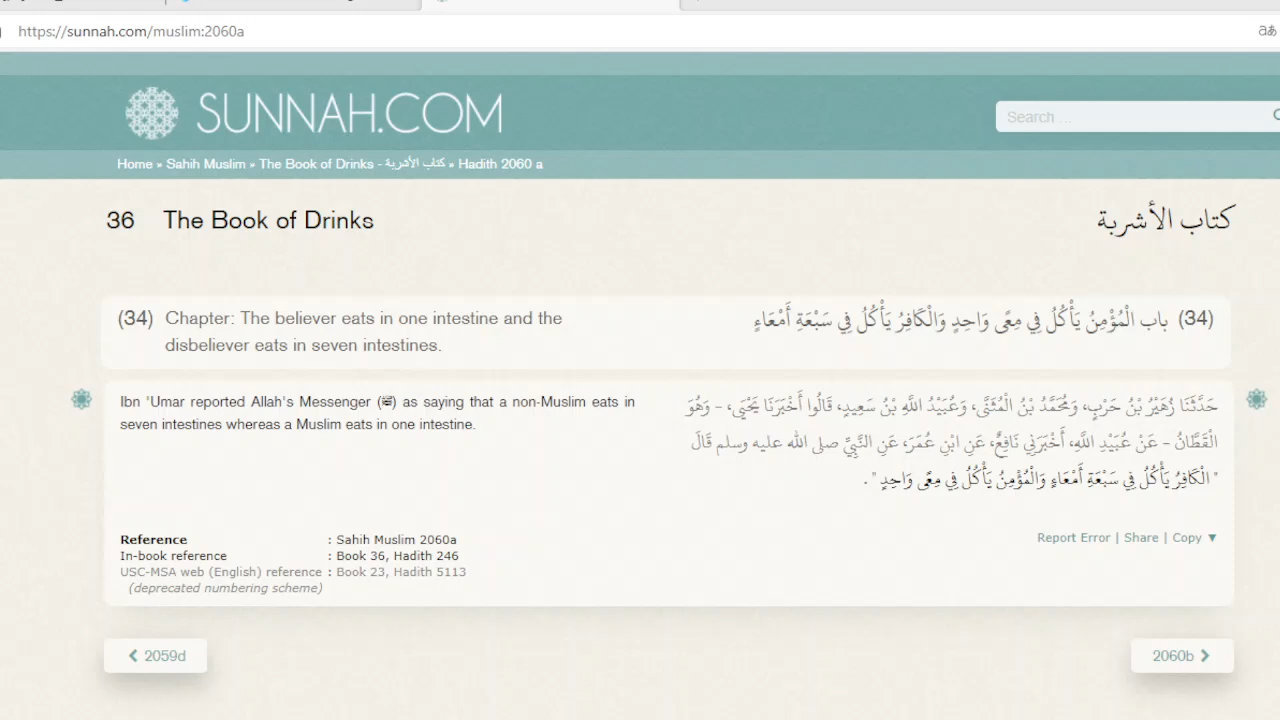 https://sunnah.com/muslim:2060a
SUNNAH.COM
Search ...
Home » Sahih Muslim » The Book of Drinks - كتاب الأشربة » Hadith 2060 a
36 The Book of Drinks
كتاب الأشربة
(34) Chapter: The believer eats in one intestine and the
disbeliever eats in seven intestines.
(34) باب الْمُؤْمِنُ يَأْكُلُ فِي مِعًى وَاحِدٍ وَالْكَافِرُ يَأْكُلُ فِي سَبْعَةِ أَمْعَاءٍ
Ibn 'Umar reported Allah's Messenger (ﷺ) as saying that a non-Muslim eats in
seven intestines whereas a Muslim eats in one intestine.
حَدَّثَنَا زُهَيْرُ بْنُ حَرْبٍ، وَمُحَمَّدُ بْنُ الْمُثَنَّى، وَعُبَيْدُ اللَّهِ بْنُ سَعِيدٍ، قَالُوا أَخْبَرَنَا يَحْيَى، - وَهُوَ
الْقَطَّانُ - عَنْ عُبَيْدِ اللَّهِ، أَخْبَرَنِي نَافِعٌ، عَنِ ابْنِ عُمَرَ، عَنِ النَّبِيِّ صلى الله عليه وسلم قَالَ
" الْكَافِرُ يَأْكُلُ فِي سَبْعَةِ أَمْعَاءٍ وَالْمُؤْمِنُ يَأْكُلُ فِي مِعًى وَاحِدٍ " .
Reference : Sahih Muslim 2060a
In-book reference : Book 36, Hadith 246
USC-MSA web (English) reference : Book 23, Hadith 5113
(deprecated numbering scheme)
Report Error | Share | Copy ▼
2059d
2060b